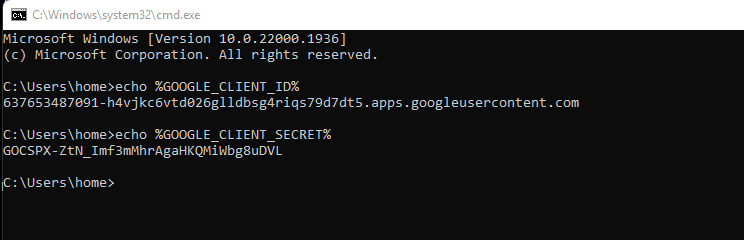 C:\Windows\system32\cmd.exe
Microsoft Windows [Version 10.0.22000.1936]
(c) Microsoft Corporation. All rights reserved.
C:\Users\home>echo %GOOGLE_CLIENT_ID%
637653487091-h4vjkc6vtd026glldbsg4riqs79d7dt5.apps.googleusercontent.com
C:\Users\home>echo %GOOGLE_CLIENT_SECRET%
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
C:\Users\home>